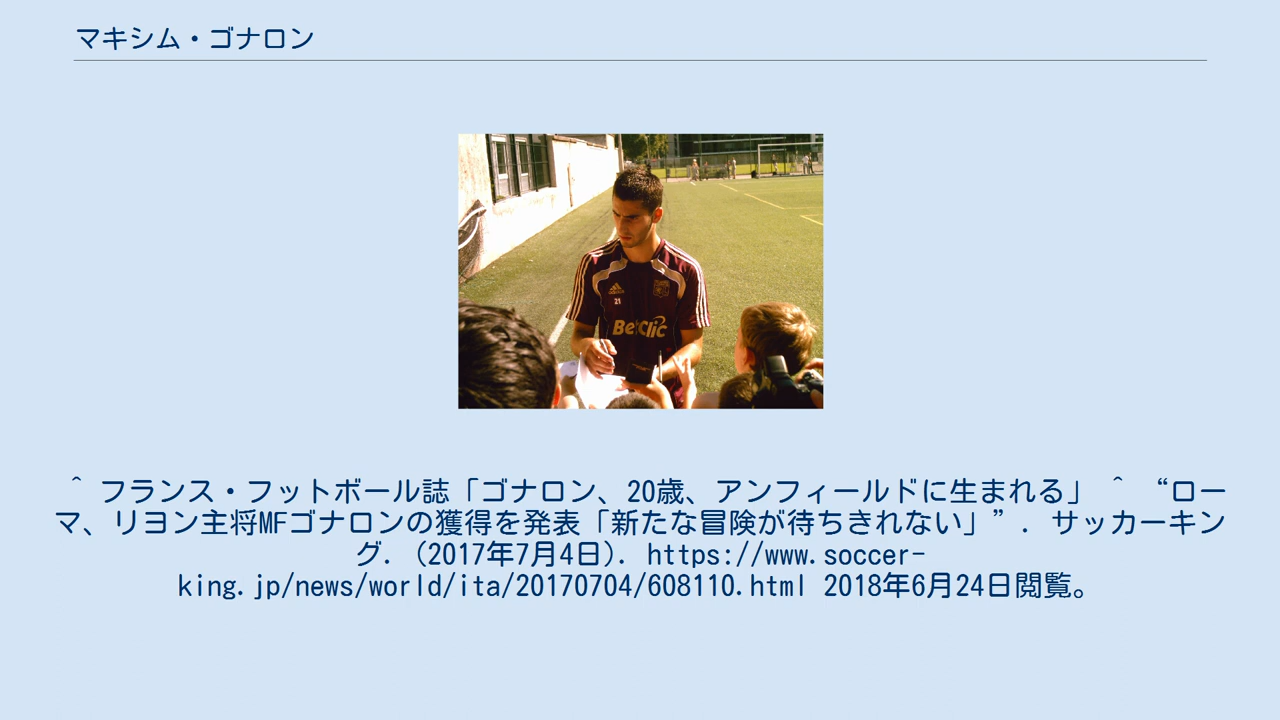 マキシム・ゴナロン
21
BetClic
^ フランス・フットボール誌「ゴナロン、20歳、アンフィールドに生まれる」 ^ “ロー
マ、リヨン主将MFゴナロンの獲得を発表「新たな冒険が待ちきれない」”. サッカーキン
グ. (2017年7月4日). https://www.soccer-
king.jp/news/world/ita/20170704/608110.html 2018年6月24日閲覧。